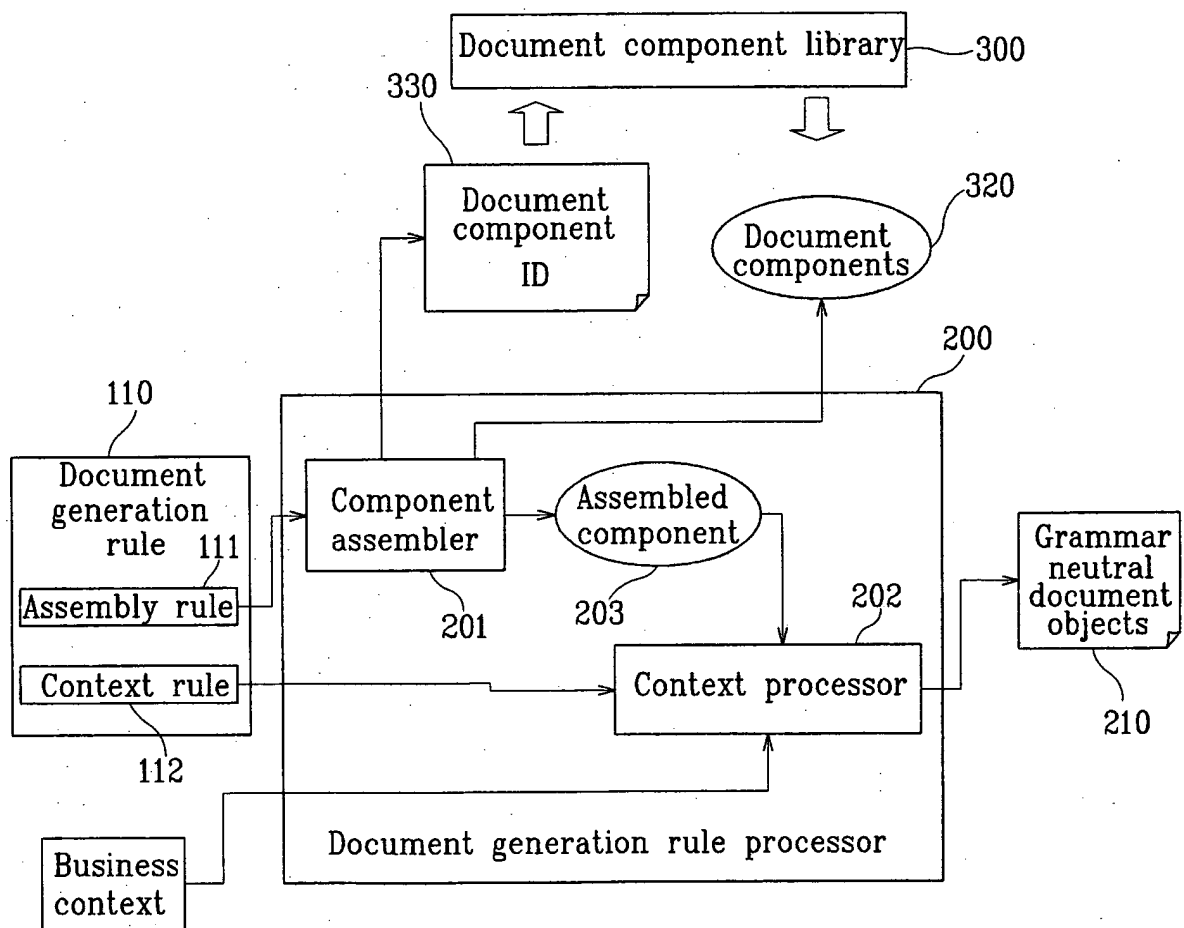 Document component library
300
330
Document
component
ID
320
Document
components
200
110
Document
generation
rule
111
Assembly rule
Context rule
112
Component
assembler
201
Assembled
component
203
202
Context processor
Grammar
neutral
document
objects
210
Document generation rule processor
Business
context